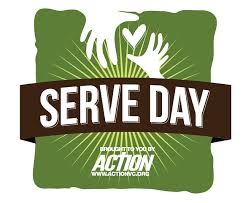 SERVE DAY
BROUGHT TO YOU BY
ACTION
WWW.ACTIONVC.ORG